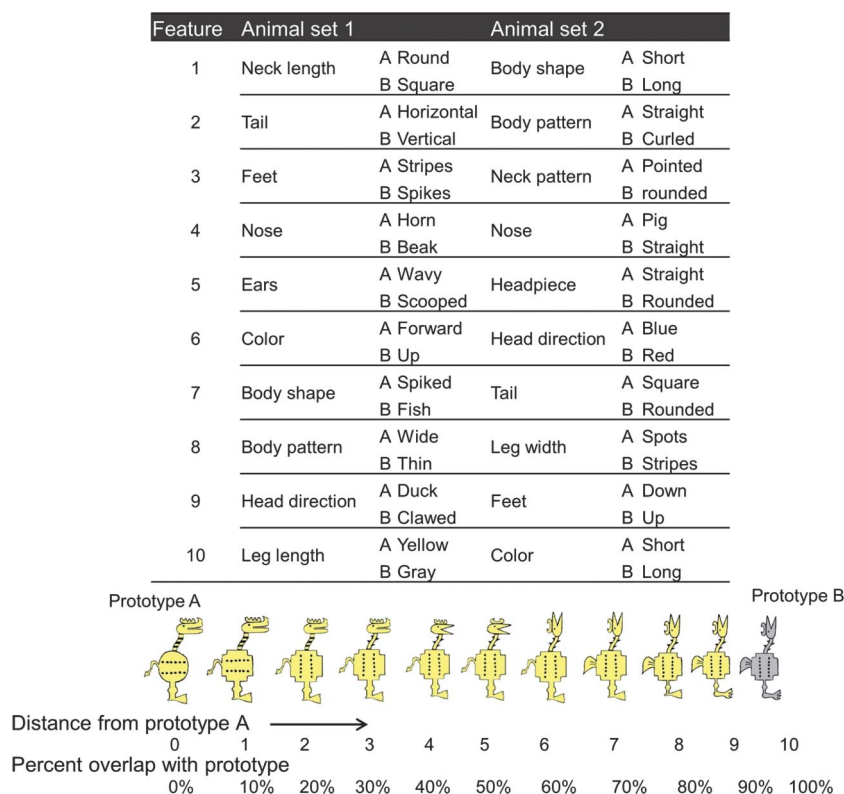 Feature Animal set 1 Animal set 2
1 Neck length A Round Body shape A Short
B Square B Long
2 Tail A Horizontal Body pattern A Straight
B Vertical B Curled
3 Feet A Stripes Neck pattern A Pointed
B Spikes B rounded
4 Nose A Horn Nose A Pig
B Beak B Straight
5 Ears A Wavy Headpiece A Straight
B Scooped B Rounded
6 Color A Forward Head direction A Blue
B Up B Red
7 Body shape A Spiked Tail A Square
B Fish B Rounded
8 Body pattern A Wide Leg width A Spots
B Thin B Stripes
9 Head direction A Duck Feet A Down
B Clawed B Up
10 Leg length A Yellow Color A Short
B Gray B Long
Prototype A Prototype B
Distance from prototype A
0 1 2 3 4 5 6 7 8 9 10
Percent overlap with prototype
0% 10% 20% 30% 40% 50% 60% 70% 80% 90% 100%